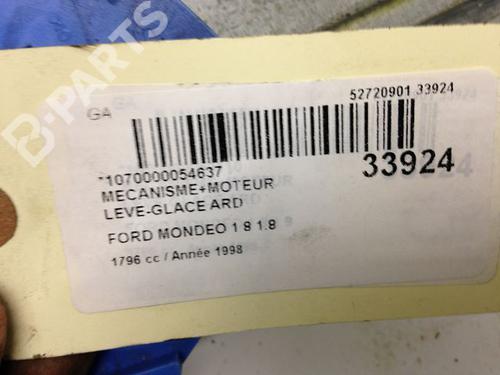 B-PARTS
GA
52720901 33924
*1070000054637
33924
MECANISME+MOTEUR
LEVE-GLACE ARD
FORD MONDEO 1 8 1.8
1796 cc / Année 1998